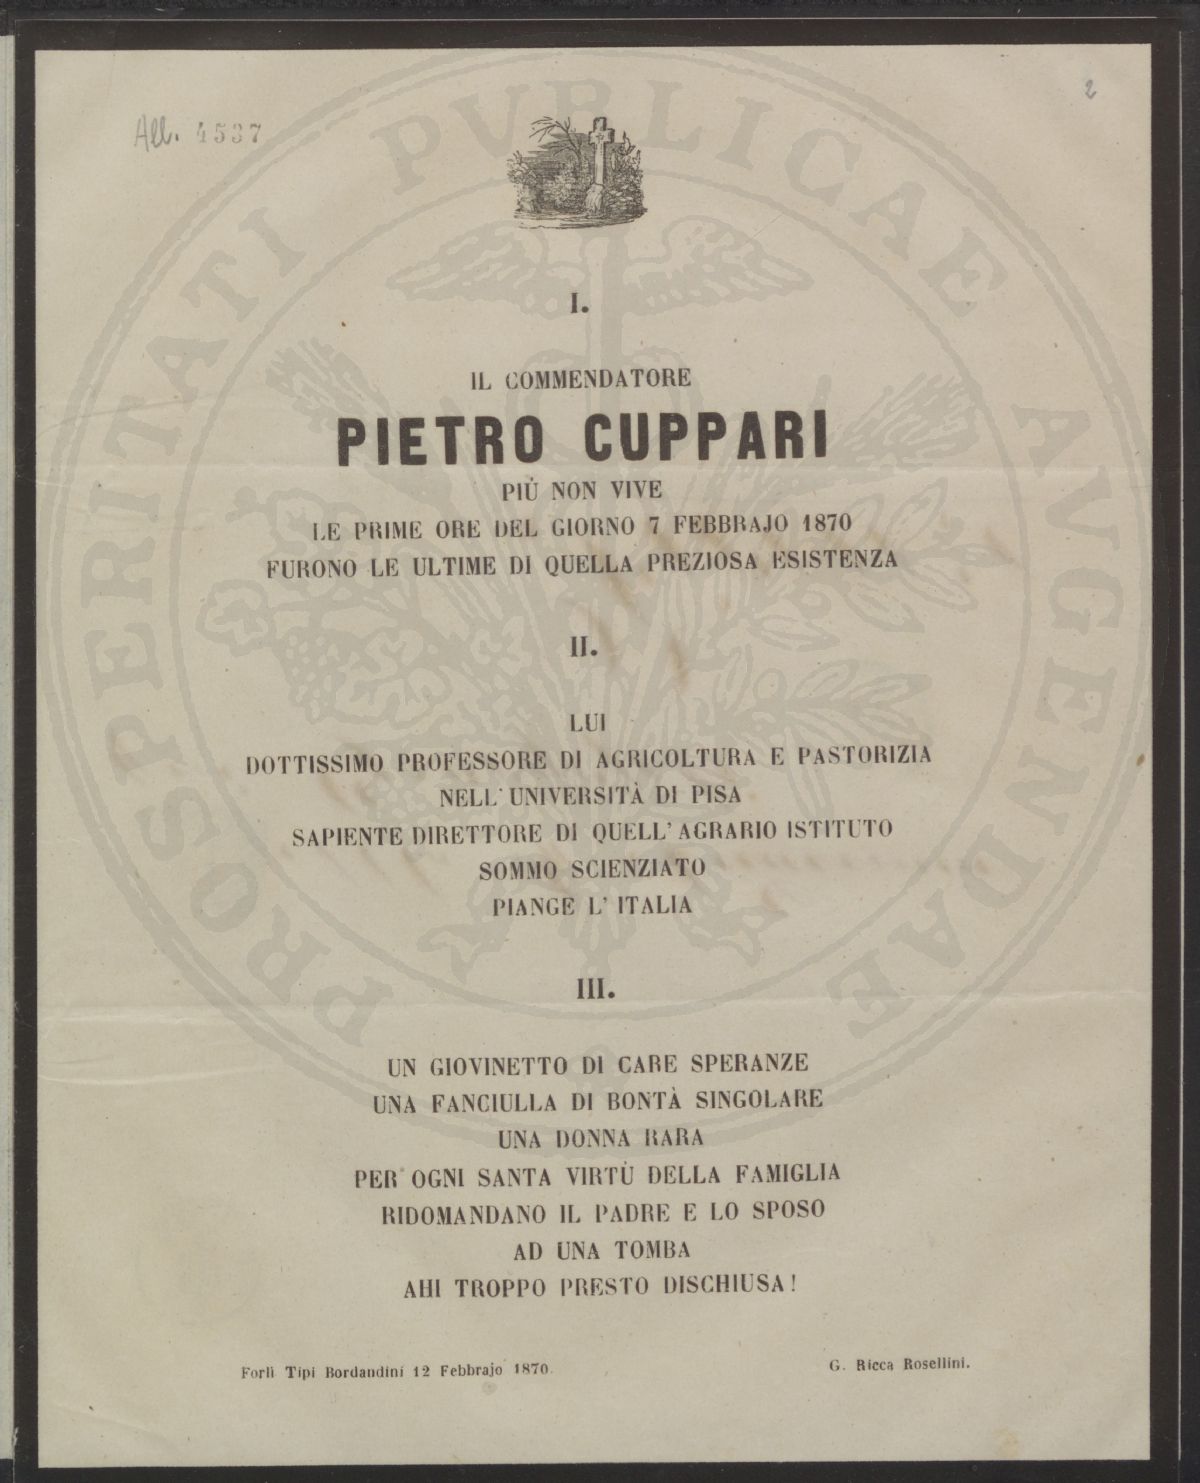 All. 4537
2
PROSPERITATI PVBLICAE AVGENDAE
I.
IL COMMENDATORE
PIETRO CUPPARI
PIÙ NON VIVE
LE PRIME ORE DEL GIORNO 7 FEBBRAJO 1870
FURONO LE ULTIME DI QUELLA PREZIOSA ESISTENZA
II.
LUI
DOTTISSIMO PROFESSORE DI AGRICOLTURA E PASTORIZIA
NELL'UNIVERSITÀ DI PISA
SAPIENTE DIRETTORE DI QUELL'AGRARIO ISTITUTO
SOMMO SCIENZIATO
PIANGE L'ITALIA
III.
UN GIOVINETTO DI CARE SPERANZE
UNA FANCIULLA DI BONTÀ SINGOLARE
UNA DONNA RARA
PER OGNI SANTA VIRTÙ DELLA FAMIGLIA
RIDOMANDANO IL PADRE E LO SPOSO
AD UNA TOMBA
AHI TROPPO PRESTO DISCHIUSA!
Forlì Tipi Bordandini 12 Febbrajo 1870.
G. Ricca Rosellini.